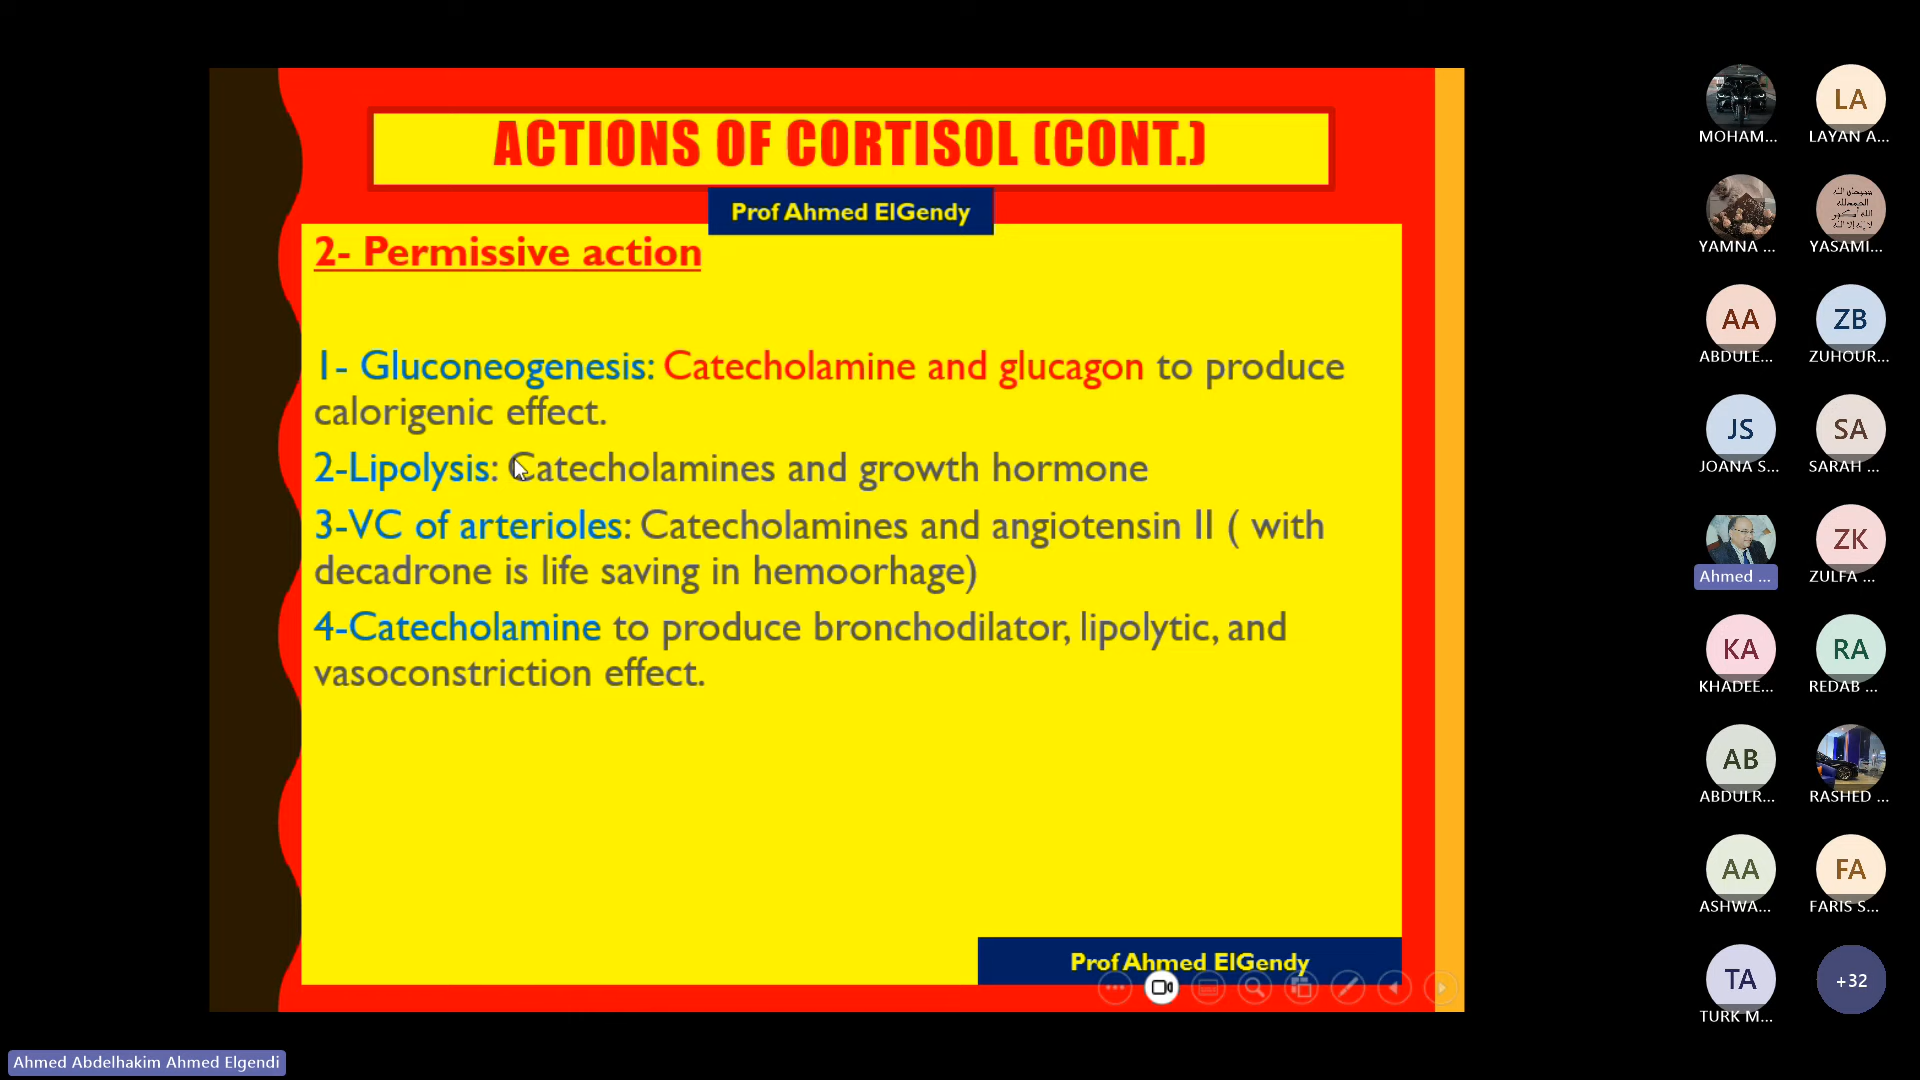 ACTIONS OF CORTISOL (CONT.)
Prof Ahmed ElGendy
2- Permissive action
1- Gluconeogenesis: Catecholamine and glucagon to produce
calorigenic effect.
2-Lipolysis: Catecholamines and growth hormone
3-VC of arterioles: Catecholamines and angiotensin II ( with
decadrone is life saving in hemoorhage)
4-Catecholamine to produce bronchodilator, lipolytic, and
vasoconstriction effect.
Prof Ahmed ElGendy
MOHAM...
LA
LAYAN A...
YAMNA ...
YASAMI...
AA
ABDULE...
ZB
ZUHOUR...
JS
JOANA S...
SA
SARAH ...
Ahmed ...
ZK
ZULFA ...
KA
KHADEE...
RA
REDAB ...
AB
ABDULR...
RASHED ...
AA
ASHWA...
FA
FARIS S...
TA
TURK M...
+32
Ahmed Abdelhakim Ahmed Elgendi